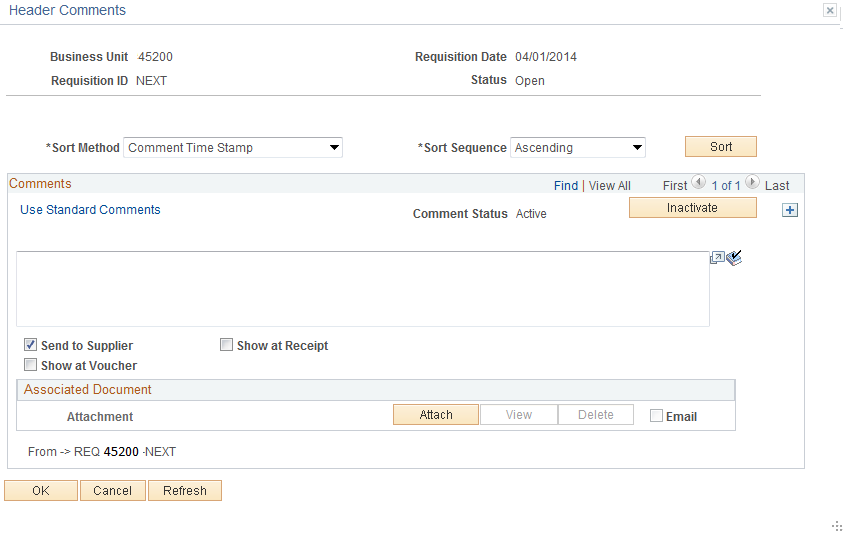 Header Comments
Business Unit 45200 Requisition Date 04/01/2014
Requisition ID NEXT Status Open
*Sort Method Comment Time Stamp *Sort Sequence Ascending Sort
Comments Find | View All First 1 of 1 Last
Use Standard Comments Comment Status Active Inactivate
Send to Supplier Show at Receipt
Show at Voucher
Associated Document
Attachment Attach View Delete Email
From -> REQ 45200 -NEXT
OK Cancel Refresh